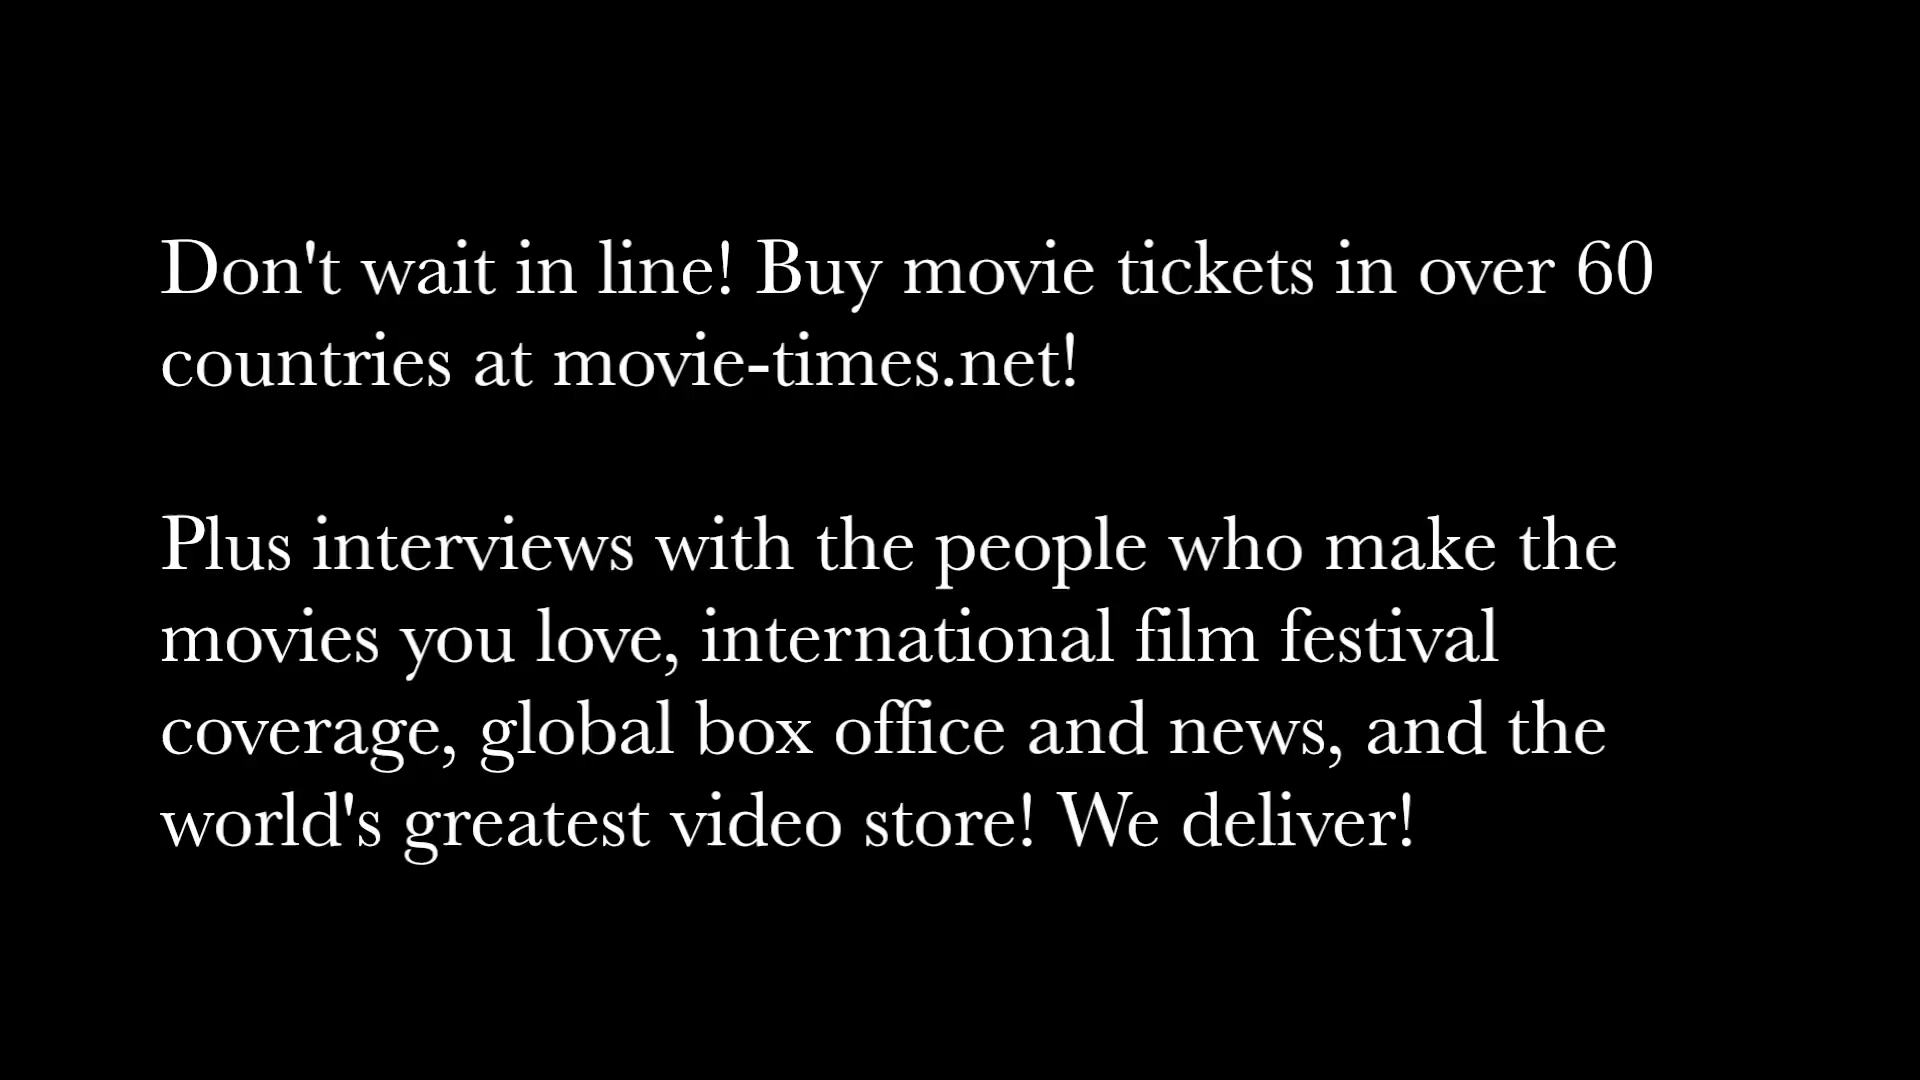 Don't wait in line! Buy movie tickets in over 60
countries at movie-times.net!
Plus interviews with the people who make the
movies you love, international film festival
coverage, global box office and news, and the
world's greatest video store! We deliver!